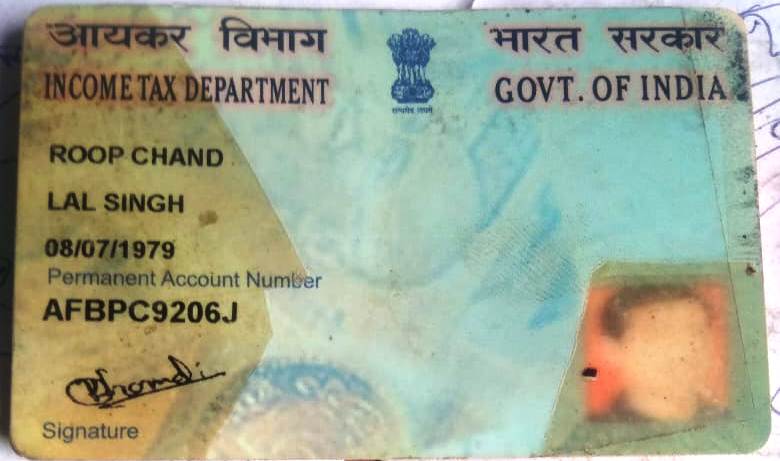 आयकर विभाग भारत सरकार
INCOME TAX DEPARTMENT GOVT. OF INDIA
सत्यमेव जयते
ROOP CHAND
LAL SINGH
08/07/1979
Permanent Account Number
AFBPC9206J
Signature